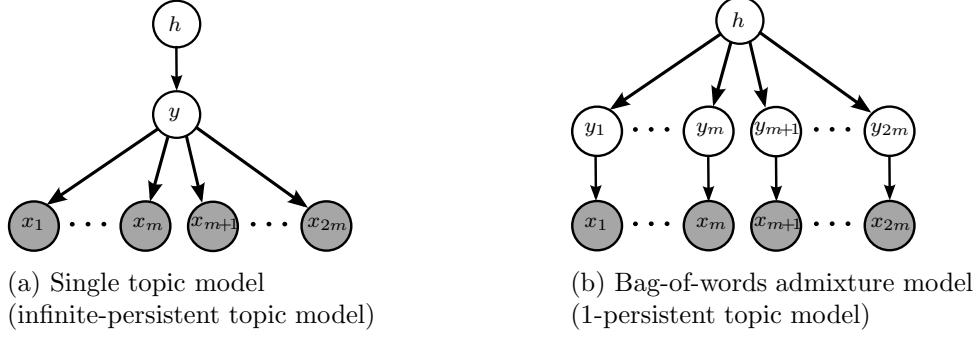 h h
y
y₁ ··· yₘ yₘ₊₁ ··· y₂ₘ
x₁ ··· xₘ xₘ₊₁ ··· x₂ₘ x₁ ··· xₘ xₘ₊₁ ··· x₂ₘ
(a) Single topic model
(infinite-persistent topic model)
(b) Bag-of-words admixture model
(1-persistent topic model)